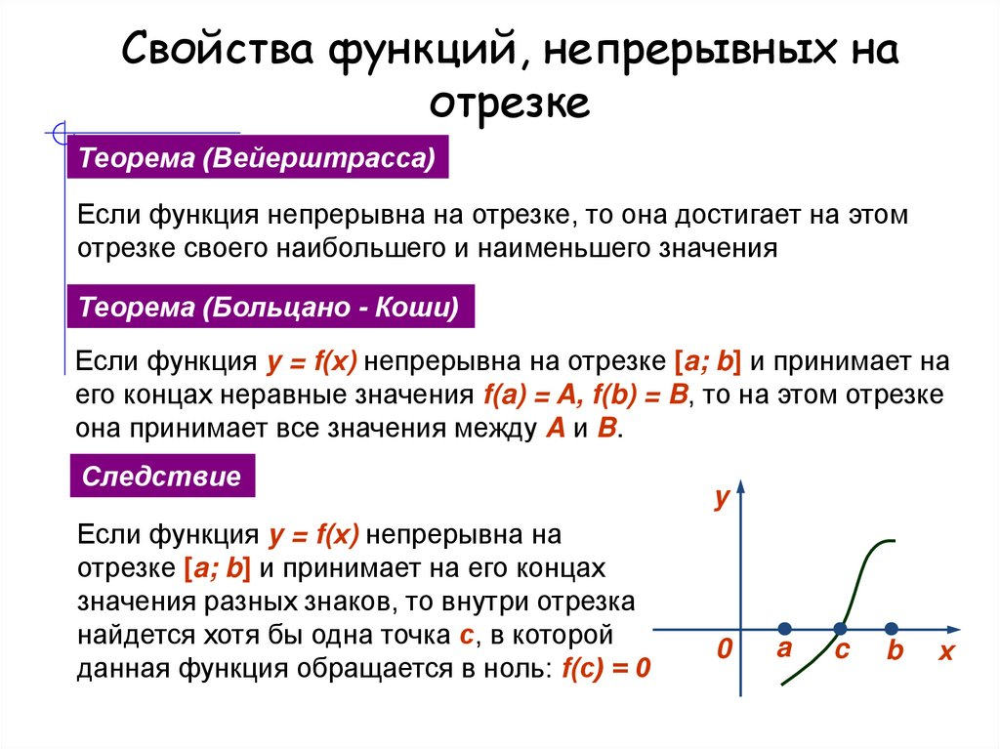 Свойства функций, непрерывных на
отрезке
Теорема (Вейерштрасса)
Если функция непрерывна на отрезке, то она достигает на этом
отрезке своего наибольшего и наименьшего значения
Теорема (Больцано - Коши)
Если функция y = f(x) непрерывна на отрезке [a; b] и принимает на
его концах неравные значения f(a) = A, f(b) = B, то на этом отрезке
она принимает все значения между A и B.
Следствие
Если функция y = f(x) непрерывна на
отрезке [a; b] и принимает на его концах
значения разных знаков, то внутри отрезка
найдется хотя бы одна точка c, в которой
данная функция обращается в ноль: f(c) = 0
y
0 a c b x